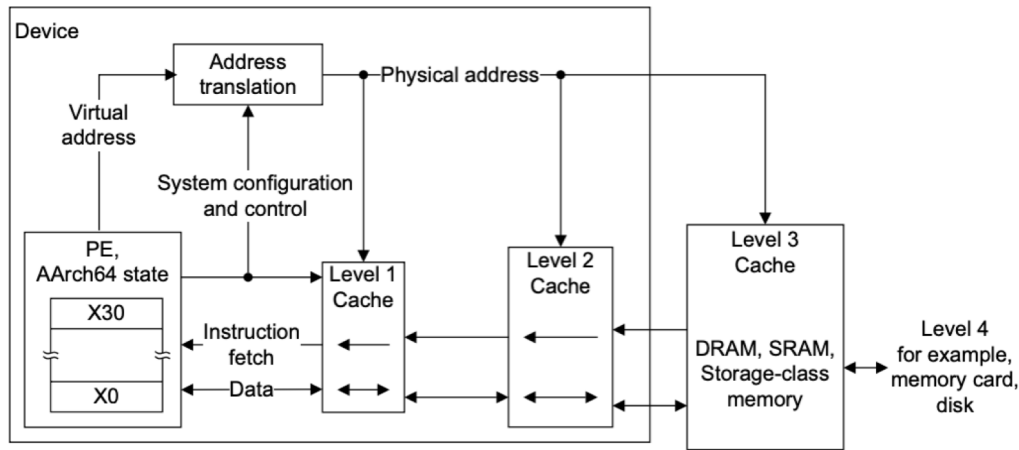 Device
Address
translation
Physical address
Virtual
address
System configuration
and control
PE,
AArch64 state
X30
X0
Instruction
fetch
Data
Level 1
Cache
Level 2
Cache
Level 3
Cache
DRAM, SRAM,
Storage-class
memory
Level 4
for example,
memory card,
disk